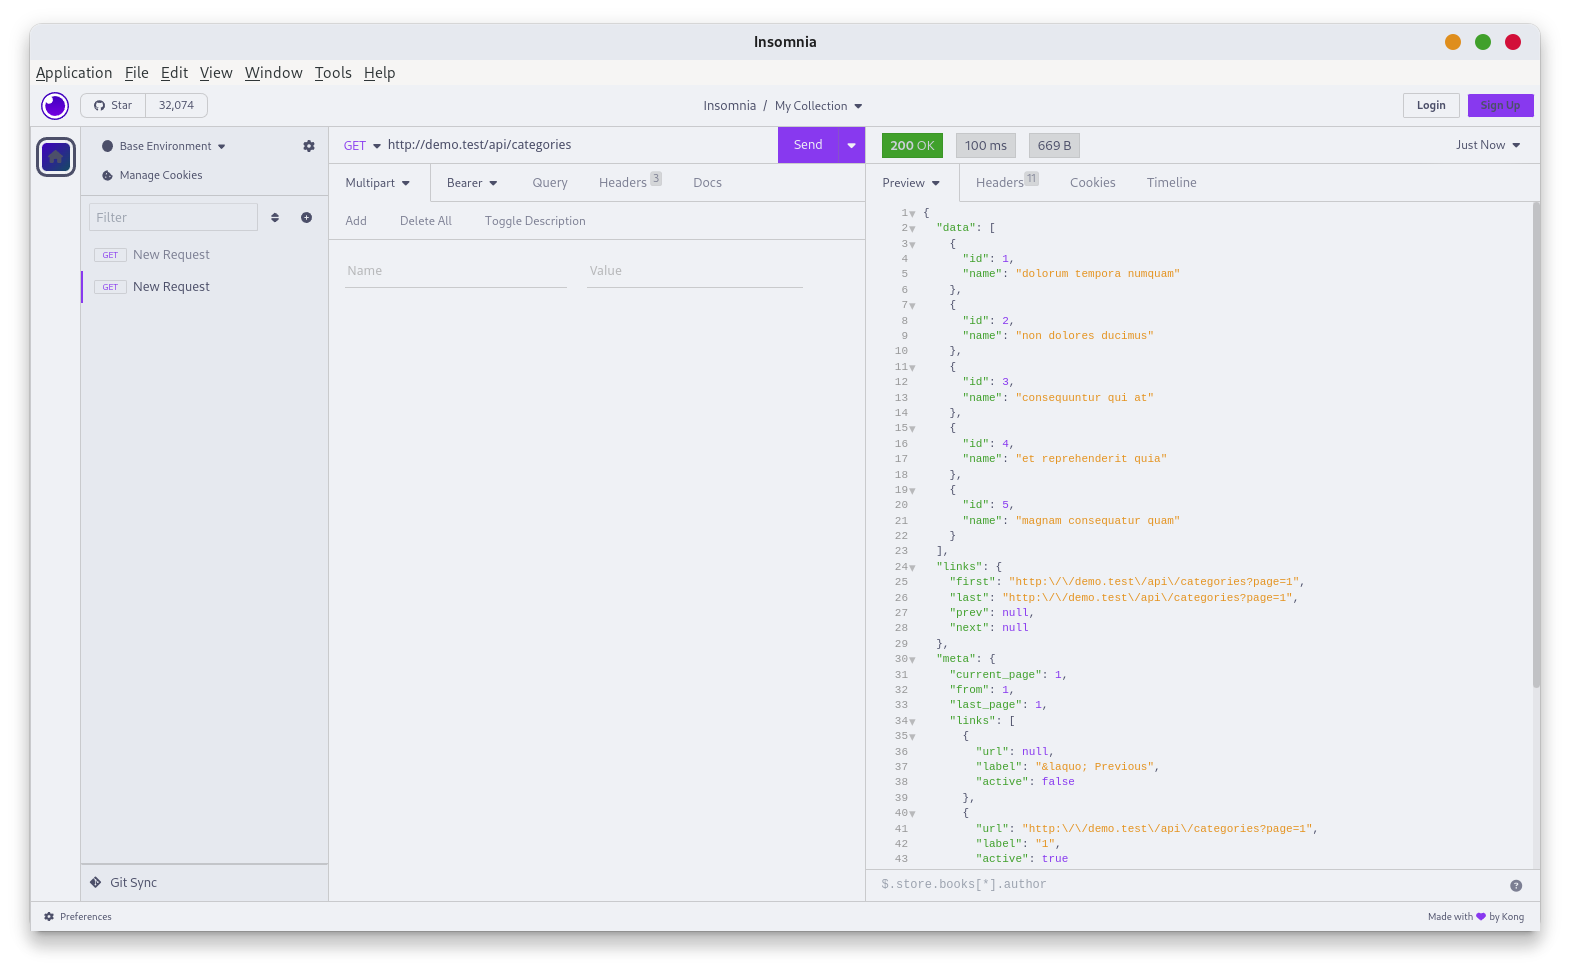 Insomnia
Application File Edit View Window Tools Help
Star 32,074
Insomnia / My Collection
Login Sign Up
Base Environment
Manage Cookies
Filter
GET New Request
GET New Request
Git Sync
GET http://demo.test/api/categories Send
Multipart Bearer Query Headers 3 Docs
Add Delete All Toggle Description
Name Value
200 OK 100 ms 669 B Just Now
Preview Headers 11 Cookies Timeline
1 {
2 "data": [
3 {
4 "id": 1,
5 "name": "dolorum tempora numquam"
6 },
7 {
8 "id": 2,
9 "name": "non dolores ducimus"
10 },
11 {
12 "id": 3,
13 "name": "consequuntur qui at"
14 },
15 {
16 "id": 4,
17 "name": "et reprehenderit quia"
18 },
19 {
20 "id": 5,
21 "name": "magnam consequatur quam"
22 }
23 ],
24 "links": {
25 "first": "http:\/\/demo.test\/api\/categories?page=1",
26 "last": "http:\/\/demo.test\/api\/categories?page=1",
27 "prev": null,
28 "next": null
29 },
30 "meta": {
31 "current_page": 1,
32 "from": 1,
33 "last_page": 1,
34 "links": [
35 {
36 "url": null,
37 "label": "&laquo; Previous",
38 "active": false
39 },
40 {
41 "url": "http:\/\/demo.test\/api\/categories?page=1",
42 "label": "1",
43 "active": true
$.store.books[*].author
Preferences
Made with by Kong